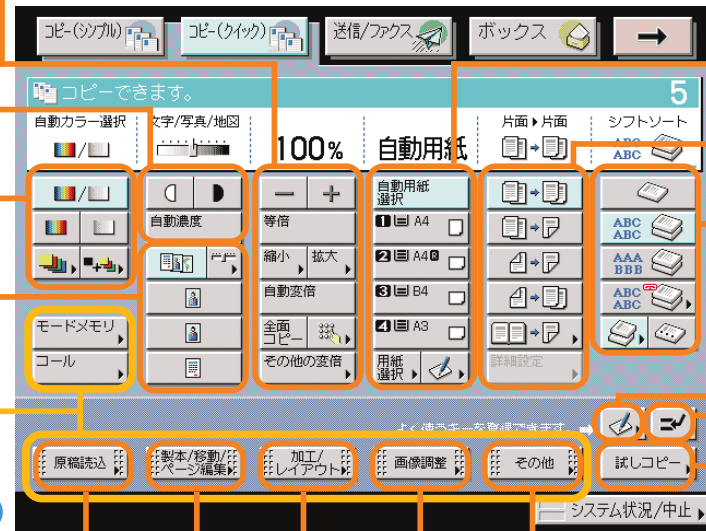 コピー(シンプル)
コピー(クイック)
送信/ファクス
ボックス
コピーできます。
5
自動カラー選択
文字/写真/地図
100%
自動用紙
片面▶片面
シフトソート
ABC
ABC
自動濃度
等倍
縮小
拡大
自動変倍
全面
コピー
その他の変倍
自動用紙
選択
1 A4
2 A4R
3 B4
4 A3
用紙
選択
詳細設定
ABC
ABC
AAA
BBB
ABC
ABC
モードメモリ
コール
よく使うキーを登録できます
原稿読込
製本/移動/
ページ編集
加工/
レイアウト
画像調整
その他
試しコピー
システム状況/中止